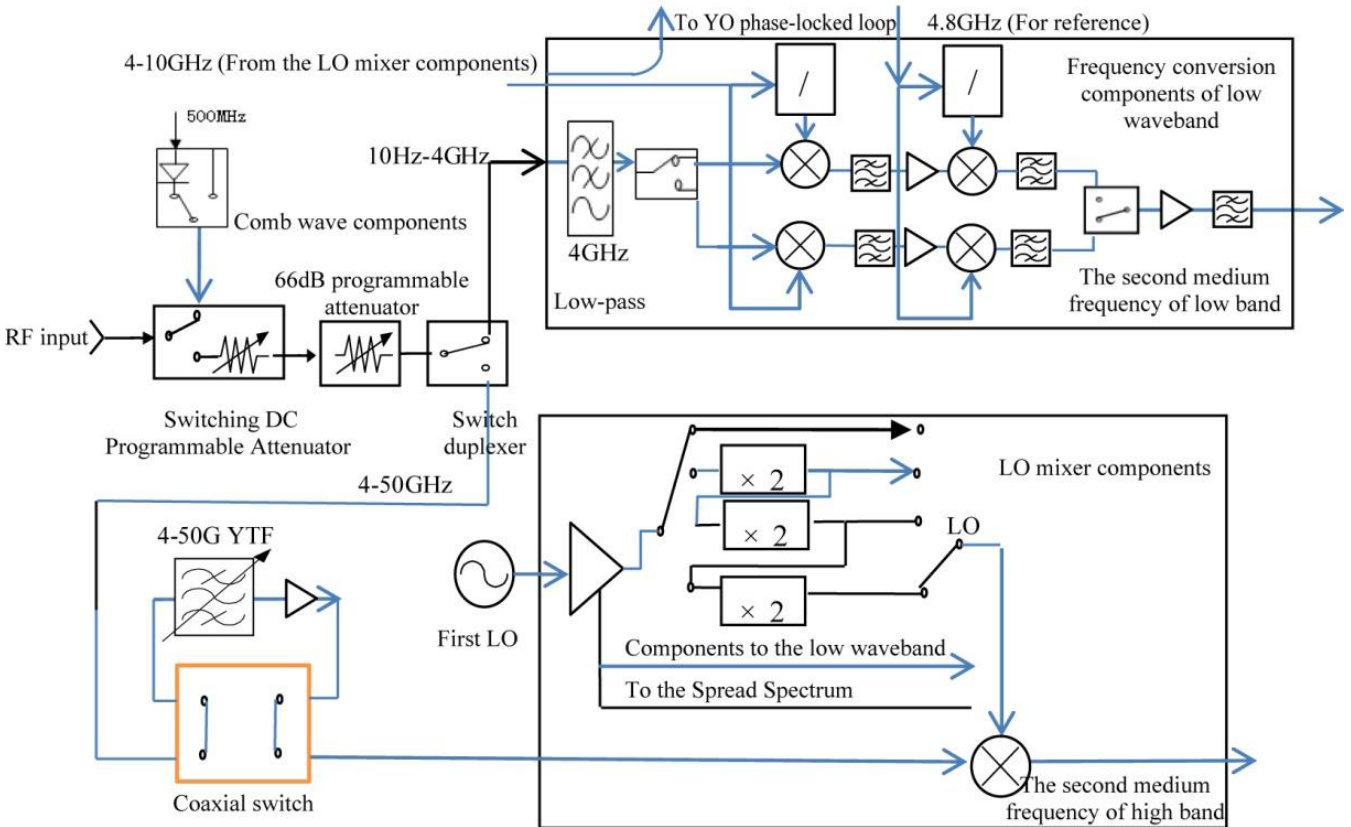 To YO phase-locked loop
4.8GHz (For reference)
4-10GHz (From the LO mixer components)
/
/
Frequency conversion
components of low
waveband
500MHz
10Hz-4GHz
Comb wave components
4GHz
66dB programmable
attenuator
Low-pass
The second medium
frequency of low band
RF input
Switching DC
Programmable Attenuator
Switch
duplexer
4-50GHz
LO mixer components
× 2
× 2
× 2
LO
4-50G YTF
First LO
Components to the low waveband
To the Spread Spectrum
Coaxial switch
The second medium
frequency of high band